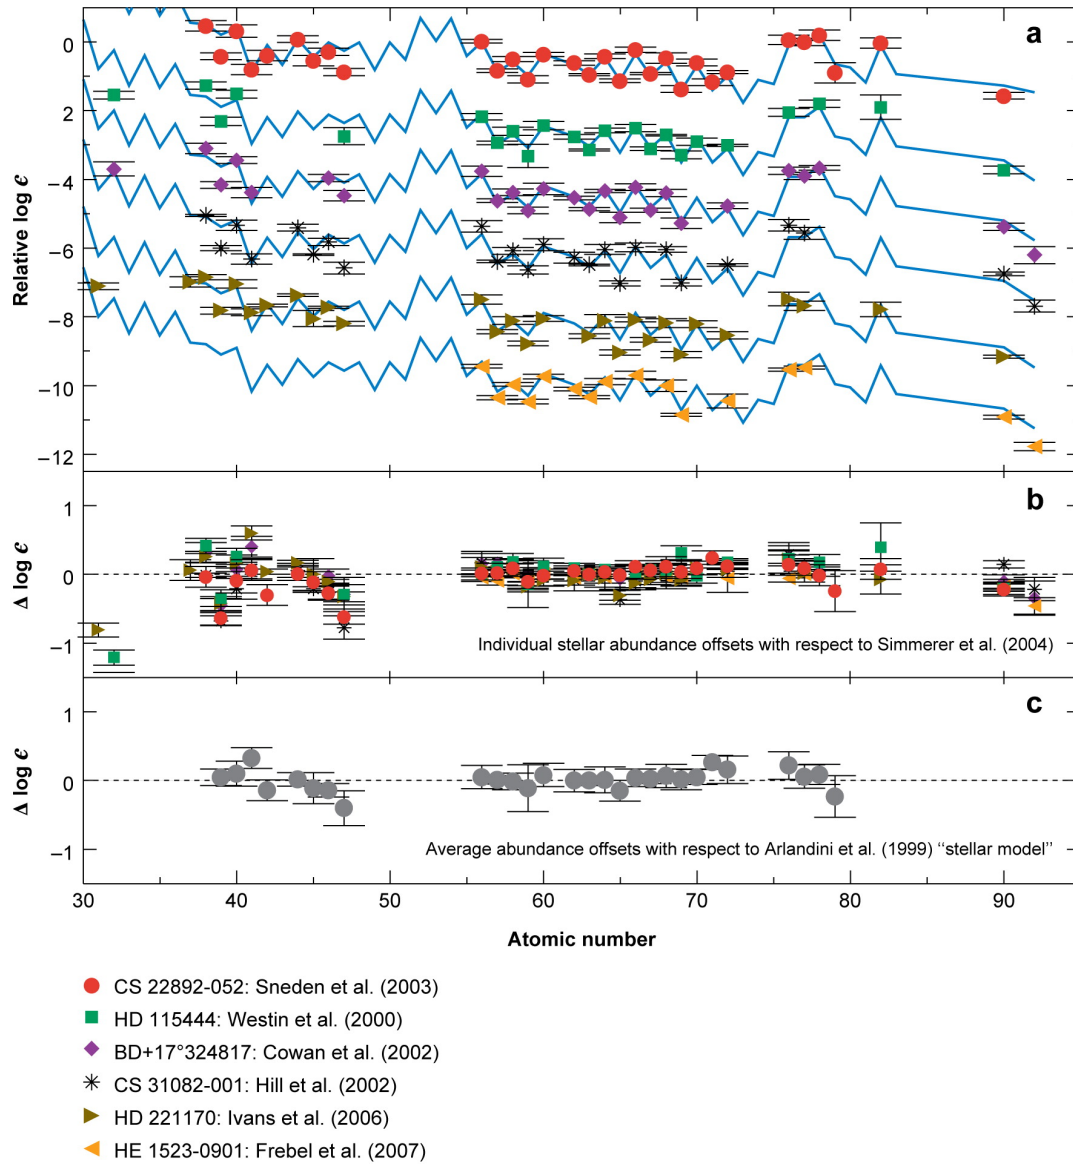 a
0
2
−4
−6
−8
−10
−12
Relative log ϵ
b
1
0
−1
Δ log ϵ
Individual stellar abundance offsets with respect to Simmerer et al. (2004)
c
1
0
−1
Δ log ϵ
Average abundance offsets with respect to Arlandini et al. (1999) “stellar model”
30 40 50 60 70 80 90
Atomic number
CS 22892-052: Sneden et al. (2003)
HD 115444: Westin et al. (2000)
BD+17°324817: Cowan et al. (2002)
CS 31082-001: Hill et al. (2002)
HD 221170: Ivans et al. (2006)
HE 1523-0901: Frebel et al. (2007)